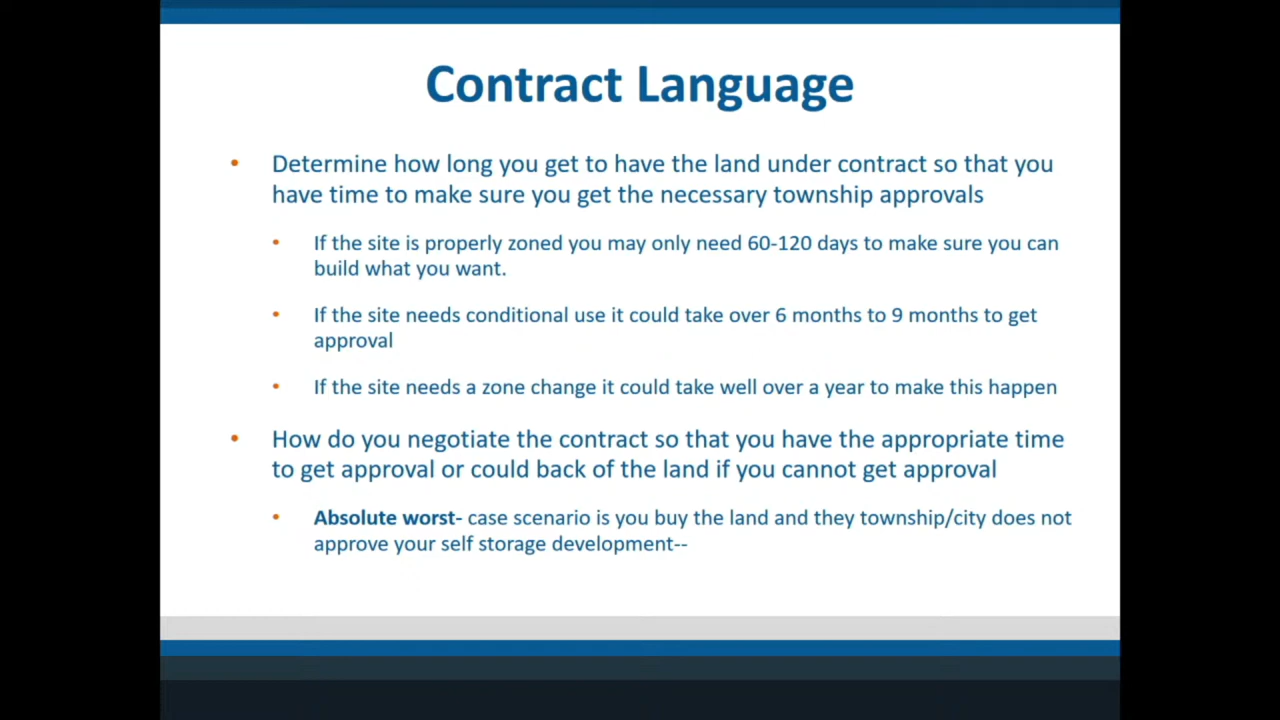 Contract Language
• Determine how long you get to have the land under contract so that you
have time to make sure you get the necessary township approvals
• If the site is properly zoned you may only need 60-120 days to make sure you can
build what you want.
• If the site needs conditional use it could take over 6 months to 9 months to get
approval
• If the site needs a zone change it could take well over a year to make this happen
• How do you negotiate the contract so that you have the appropriate time
to get approval or could back of the land if you cannot get approval
• Absolute worst- case scenario is you buy the land and they township/city does not
approve your self storage development--